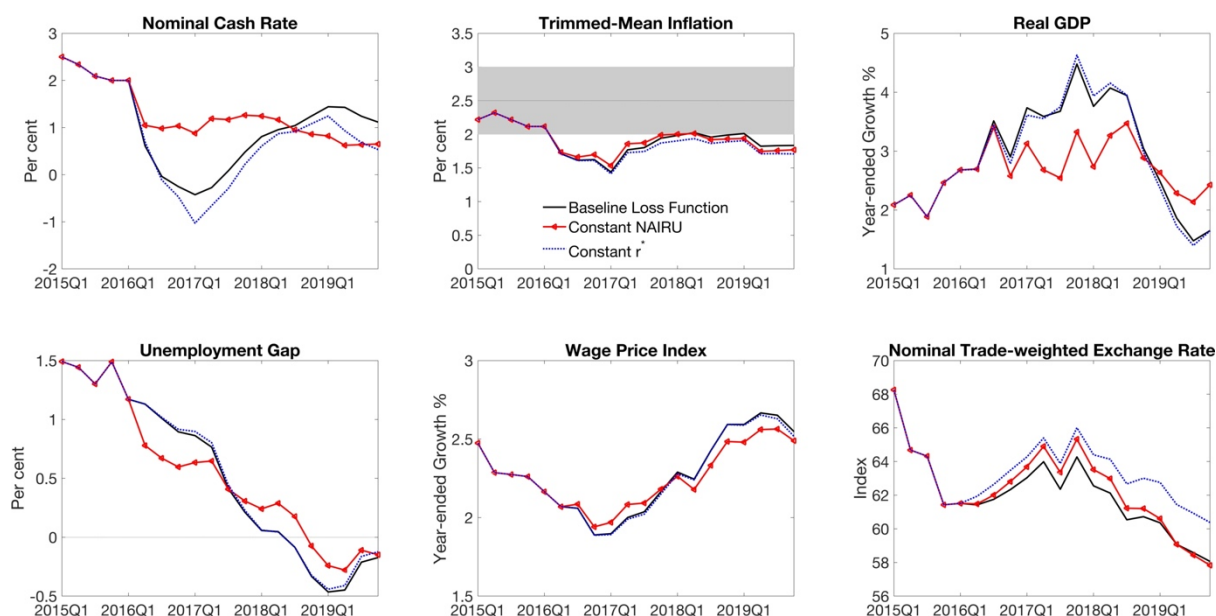 Nominal Cash Rate
3
2
1
0
-1
-2
Per cent
2015Q1 2016Q1 2017Q1 2018Q1 2019Q1
Trimmed-Mean Inflation
3.5
3
2.5
2
1.5
1
0.5
0
Per cent
Baseline Loss Function
Constant NAIRU
Constant r*
2015Q1 2016Q1 2017Q1 2018Q1 2019Q1
Real GDP
5
4
3
2
1
Year-ended Growth %
2015Q1 2016Q1 2017Q1 2018Q1 2019Q1
Unemployment Gap
1.5
1
0.5
0
-0.5
Per cent
2015Q1 2016Q1 2017Q1 2018Q1 2019Q1
Wage Price Index
3
2.5
2
1.5
Year-ended Growth %
2015Q1 2016Q1 2017Q1 2018Q1 2019Q1
Nominal Trade-weighted Exchange Rate
70
68
66
64
62
60
58
56
Index
2015Q1 2016Q1 2017Q1 2018Q1 2019Q1